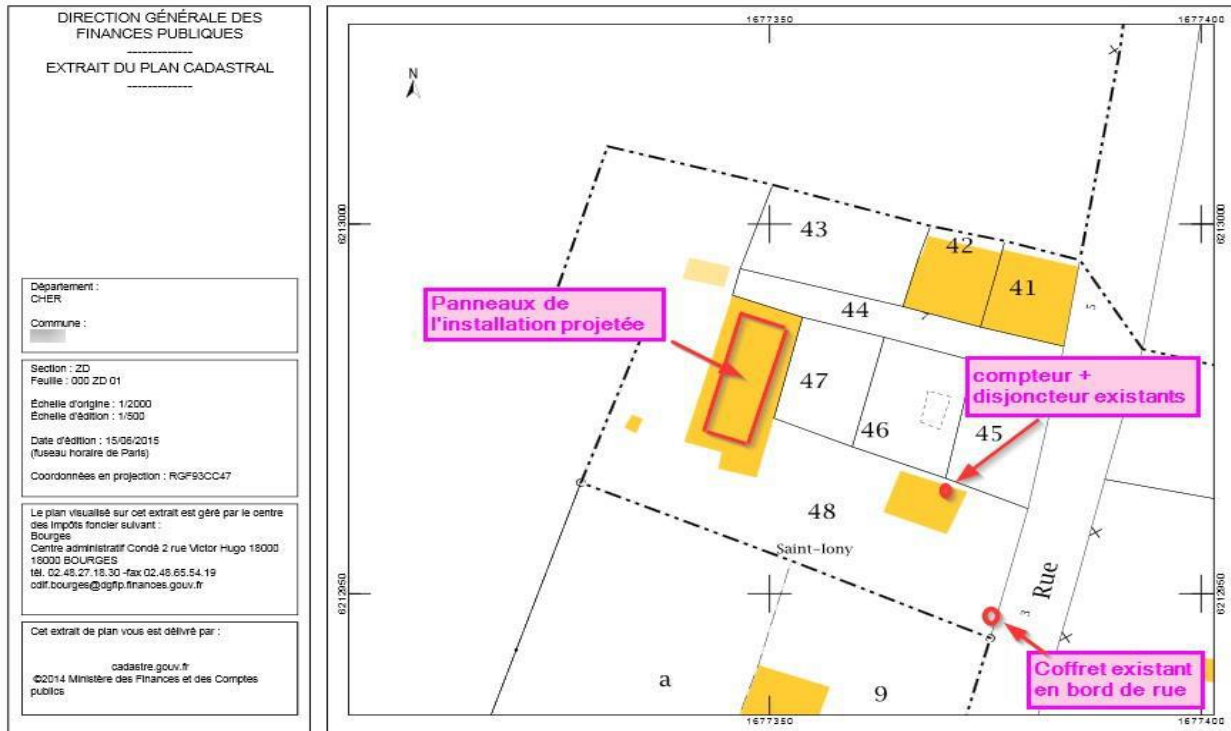 DIRECTION GÉNÉRALE DES
FINANCES PUBLIQUES
-------------
EXTRAIT DU PLAN CADASTRAL
-------------
Département :
CHER
Commune :
Section : ZD
Feuille : 000 ZD 01
Échelle d'origine : 1/2000
Échelle d'édition : 1/500
Date d'édition : 15/06/2015
(fuseau horaire de Paris)
Coordonnées en projection : RGF93CC47
Le plan visualisé sur cet extrait est géré par le centre
des impôts foncier suivant :
Bourges
Centre administratif Condé 2 rue Victor Hugo 18000
18000 BOURGES
tél. 02.48.27.18.30 -fax 02.48.65.54.19
cdif.bourges@dgfip.finances.gouv.fr
Cet extrait de plan vous est délivré par :
cadastre.gouv.fr
©2014 Ministère des Finances et des Comptes
publics
1677350
1677400
N
6213000
6213000
43
42
41
44
5
Panneaux de
l'installation projetée
47
46
45
compteur +
disjoncteur existants
48
Saint-Iony
6212950
6212950
Rue
3
Coffret existant
en bord de rue
a
9
1677350
1677400